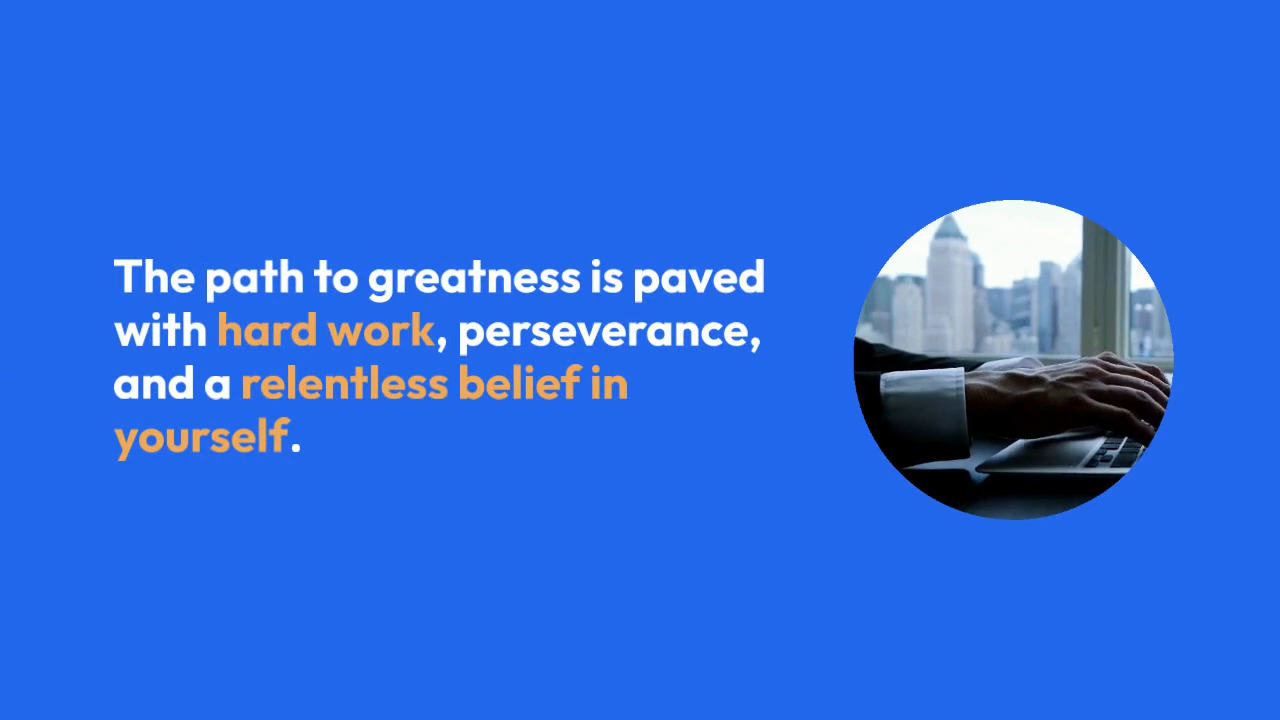 The path to greatness is paved
with hard work, perseverance,
and a relentless belief in
yourself.